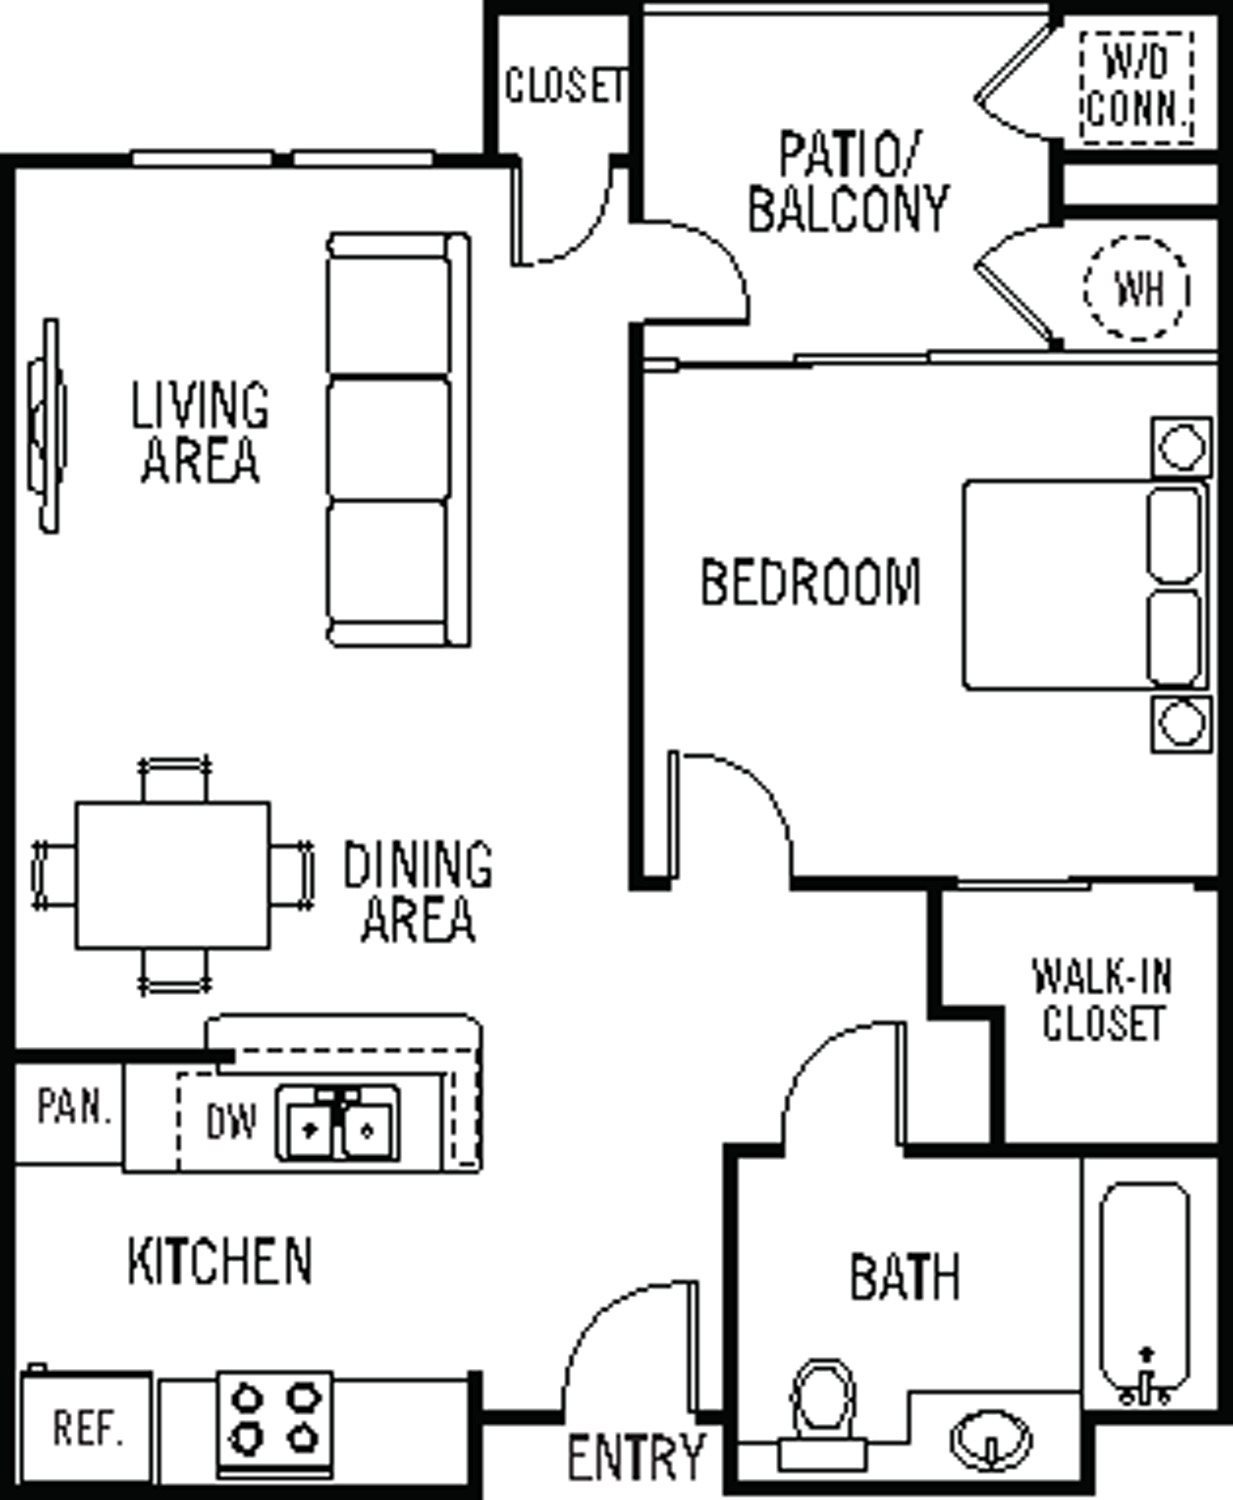 CLOSET
W/D
CONN.
PATIO/
BALCONY
WH
LIVING
AREA
BEDROOM
DINING
AREA
WALK-IN
CLOSET
PAN.
DW
KITCHEN
BATH
REF.
ENTRY